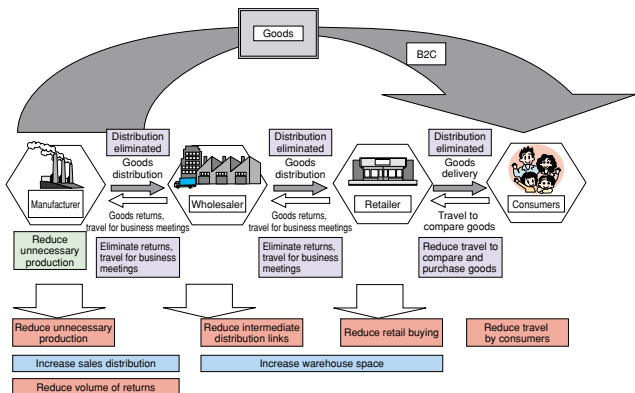 Goods
B2C
Distribution
eliminated
Distribution
eliminated
Distribution
eliminated
Goods
distribution
Goods
distribution
Goods
delivery
Manufacturer
Wholesaler
Retailer
Consumers
Goods returns,
travel for business meetings
Goods returns,
travel for business meetings
Travel to
compare goods
Reduce
unnecessary
production
Eliminate returns,
travel for business
meetings
Eliminate returns,
travel for business
meetings
Reduce travel to
compare and
purchase goods
Reduce unnecessary
production
Reduce intermediate
distribution links
Reduce retail buying
Reduce travel
by consumers
Increase sales distribution
Increase warehouse space
Reduce volume of returns